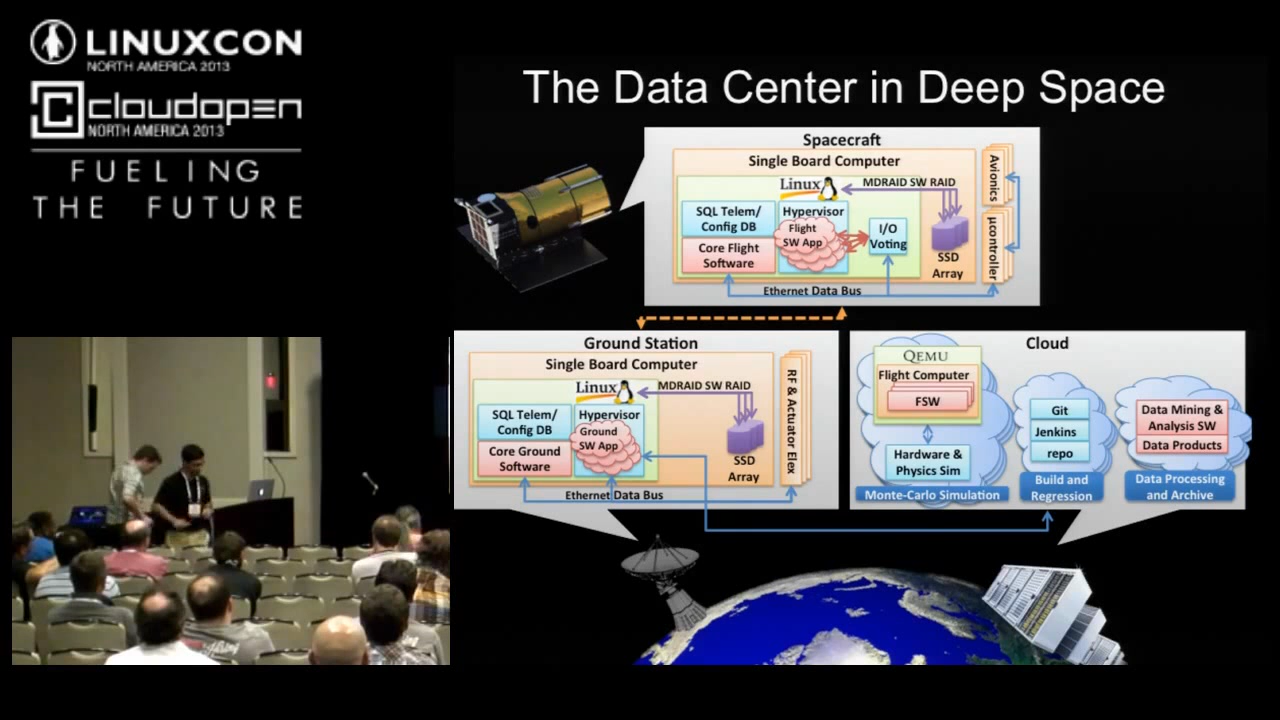 LINUXCON
NORTH AMERICA 2013
cloudopen
NORTH AMERICA 2013
FUELING
THE FUTURE
The Data Center in Deep Space
Spacecraft
Single Board Computer
Linux
MDRAID SW RAID
SQL Telem/
Config DB
Core Flight
Software
Hypervisor
Flight
SW App
I/O
Voting
SSD
Array
Ethernet Data Bus
Avionics
μcontroller
Ground Station
Single Board Computer
Linux
MDRAID SW RAID
SQL Telem/
Config DB
Core Ground
Software
Hypervisor
Ground
SW App
SSD
Array
Ethernet Data Bus
RF & Actuator Elex
Cloud
QEMU
Flight Computer
FSW
Hardware &
Physics Sim
Monte-Carlo Simulation
Git
Jenkins
repo
Build and
Regression
Data Mining &
Analysis SW
Data Products
Data Processing
and Archive